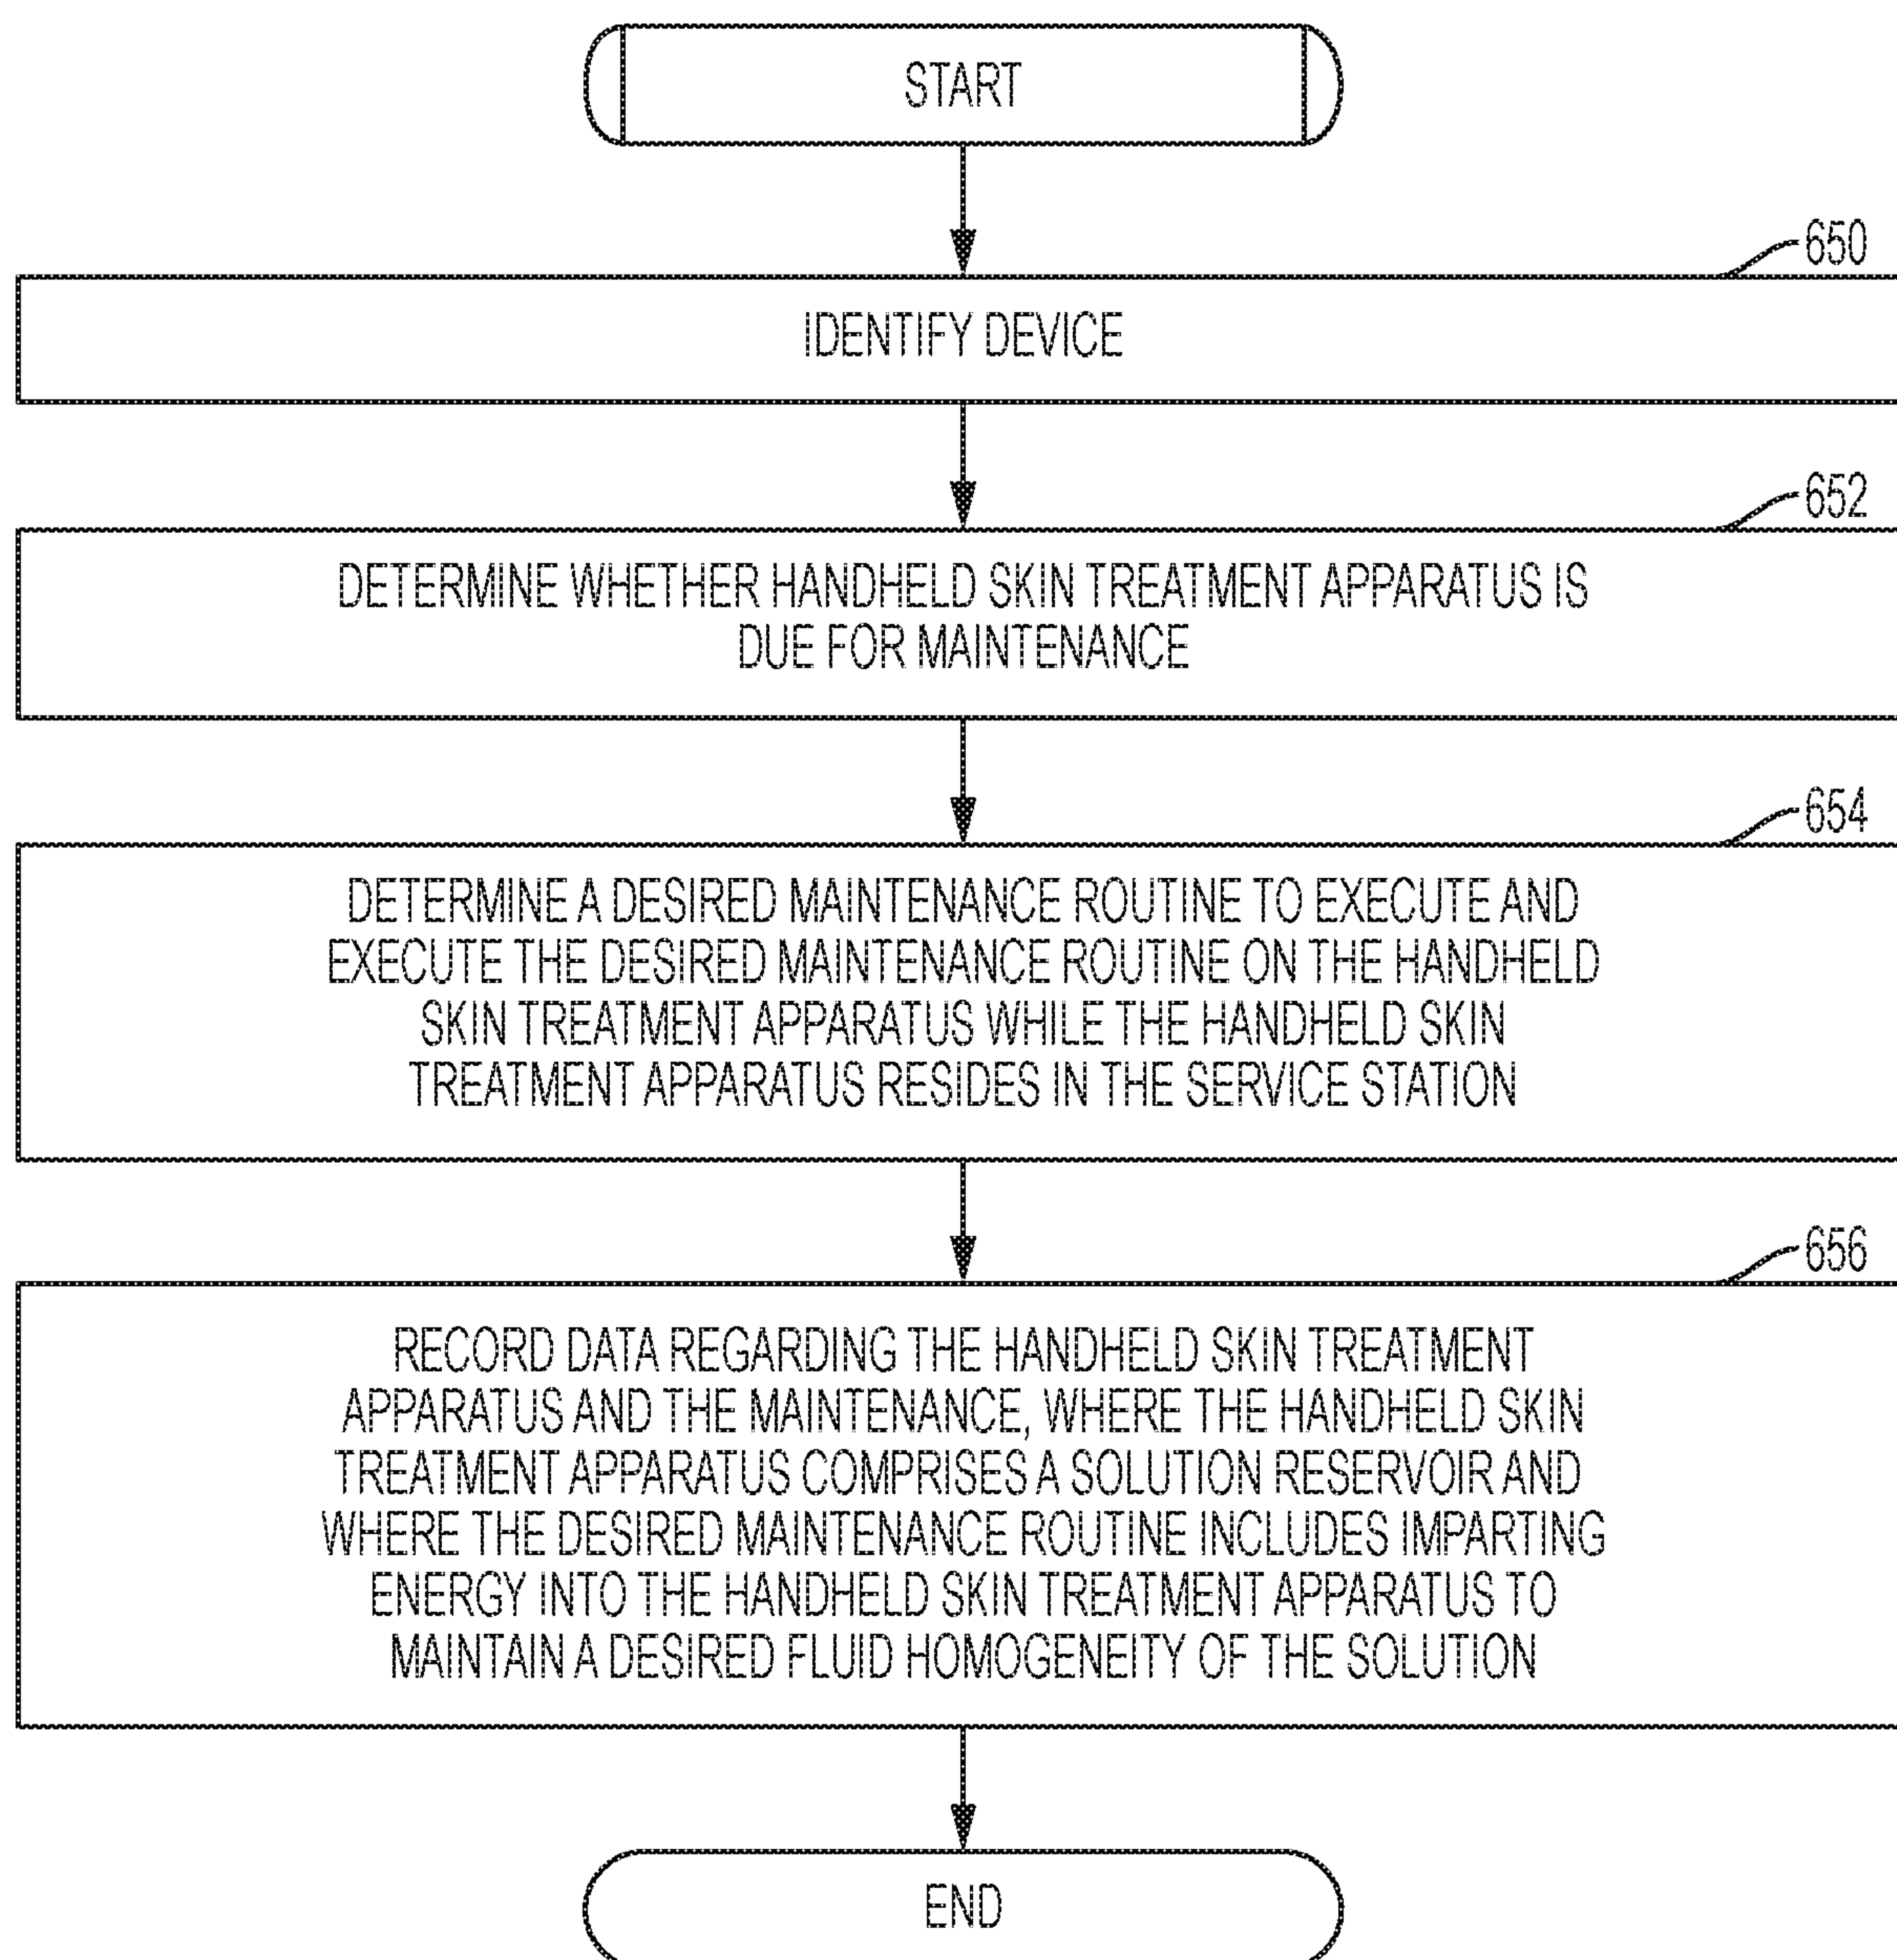 START
650
IDENTIFY DEVICE
652
DETERMINE WHETHER HANDHELD SKIN TREATMENT APPARATUS IS
DUE FOR MAINTENANCE
654
DETERMINE A DESIRED MAINTENANCE ROUTINE TO EXECUTE AND
EXECUTE THE DESIRED MAINTENANCE ROUTINE ON THE HANDHELD
SKIN TREATMENT APPARATUS WHILE THE HANDHELD SKIN
TREATMENT APPARATUS RESIDES IN THE SERVICE STATION
656
RECORD DATA REGARDING THE HANDHELD SKIN TREATMENT
APPARATUS AND THE MAINTENANCE, WHERE THE HANDHELD SKIN
TREATMENT APPARATUS COMPRISES A SOLUTION RESERVOIR AND
WHERE THE DESIRED MAINTENANCE ROUTINE INCLUDES IMPARTING
ENERGY INTO THE HANDHELD SKIN TREATMENT APPARATUS TO
MAINTAIN A DESIRED FLUID HOMOGENEITY OF THE SOLUTION
END